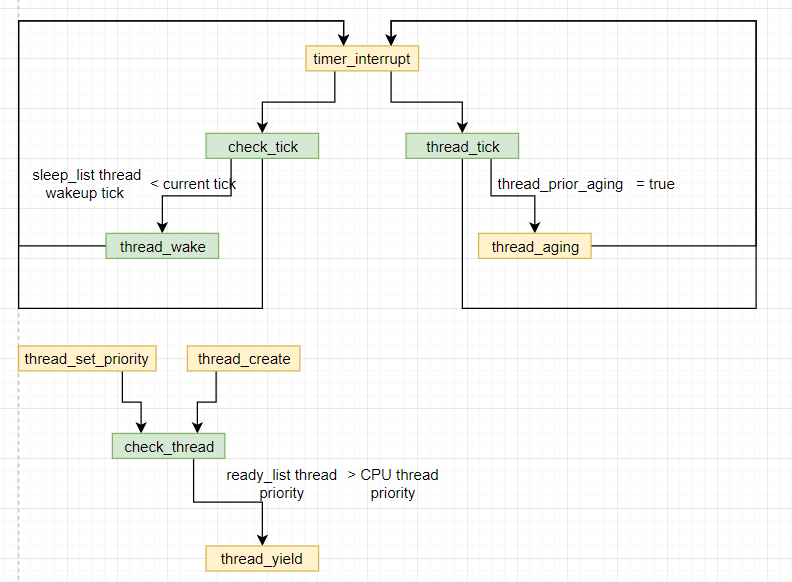 timer_interrupt
check_tick
thread_tick
sleep_list thread
wakeup tick
< current tick
thread_prior_aging = true
thread_wake
thread_aging
thread_set_priority
thread_create
check_thread
ready_list thread > CPU thread
priority priority
thread_yield